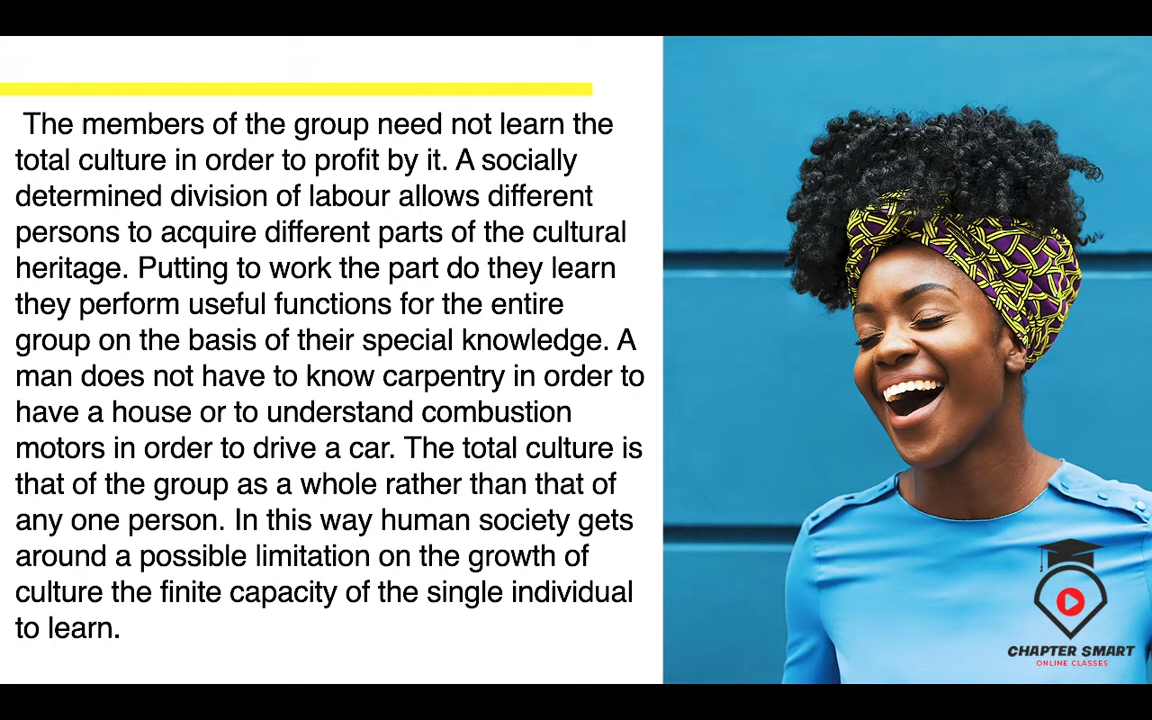 The members of the group need not learn the
total culture in order to profit by it. A socially
determined division of labour allows different
persons to acquire different parts of the cultural
heritage. Putting to work the part do they learn
they perform useful functions for the entire
group on the basis of their special knowledge. A
man does not have to know carpentry in order to
have a house or to understand combustion
motors in order to drive a car. The total culture is
that of the group as a whole rather than that of
any one person. In this way human society gets
around a possible limitation on the growth of
culture the finite capacity of the single individual
to learn.
CHAPTER SMART
ONLINE CLASSES